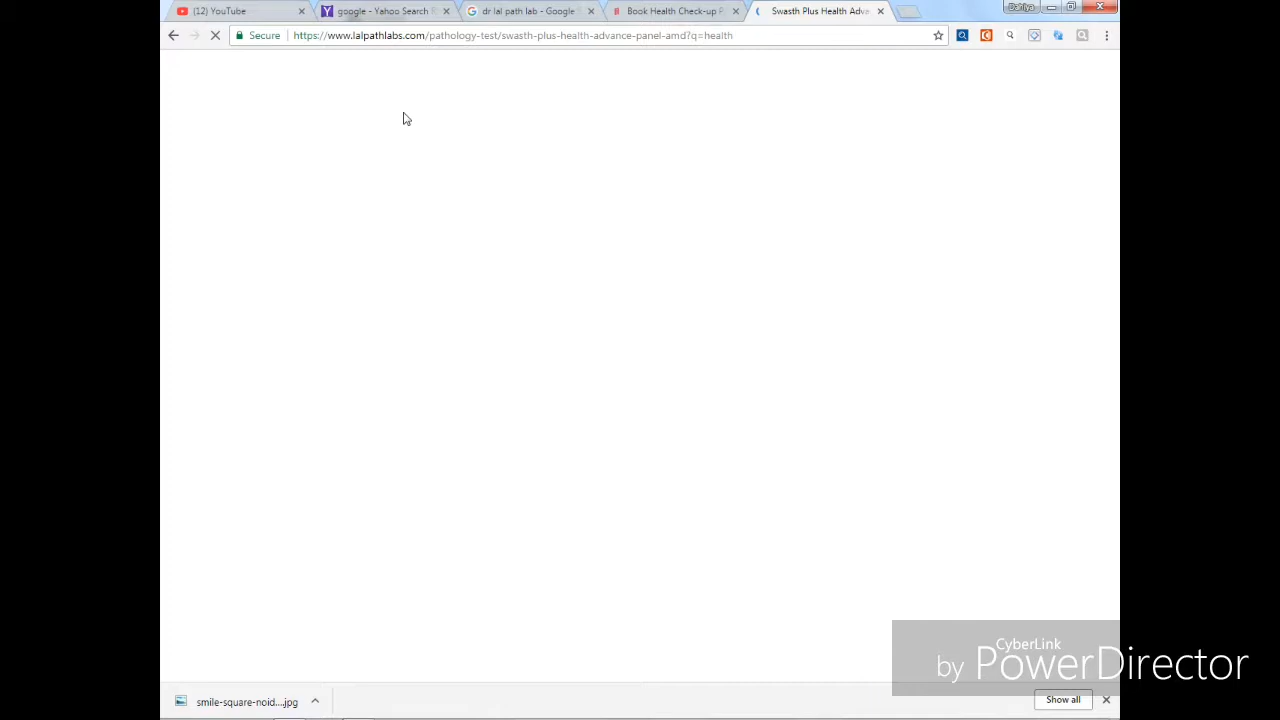 (12) YouTube
google - Yahoo Search R
dr lal path lab - Google
Book Health Check-up P
Swasth Plus Health Adva
Dahiya
Secure
https://www.lalpathlabs.com/pathology-test/swasth-plus-health-advance-panel-amd?q=health
CyberLink
by PowerDirector
smile-square-noid....jpg
Show all